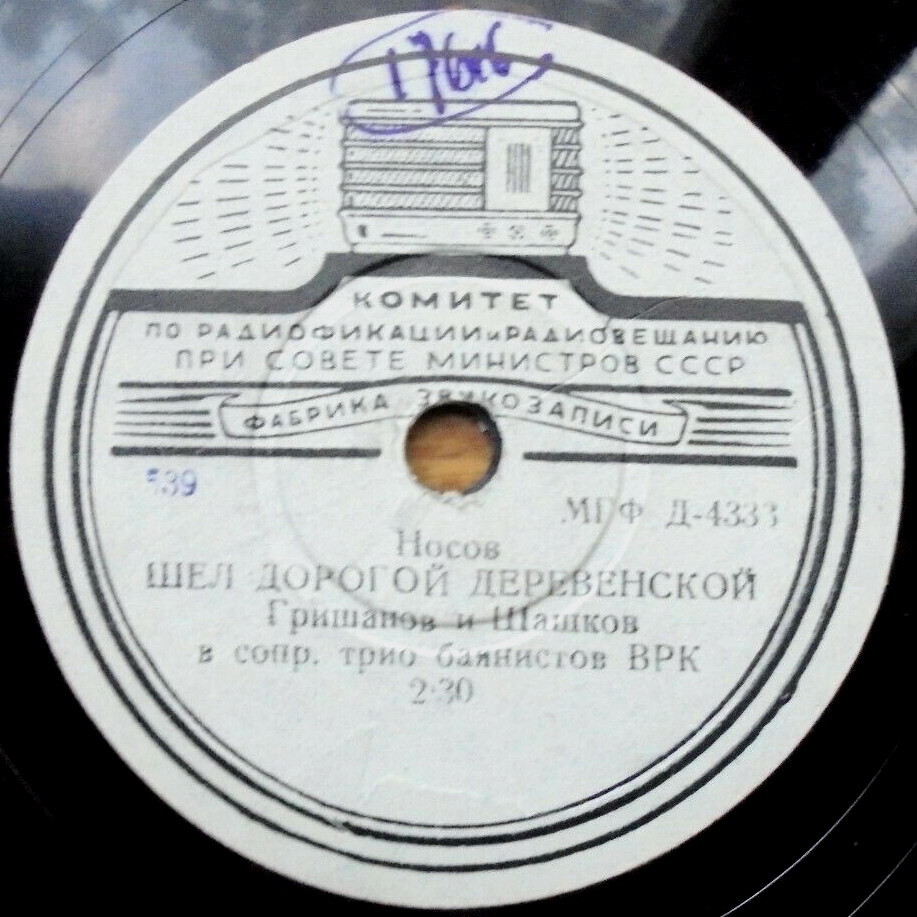 КОМИТЕТ
ПО РАДИОФИКАЦИИ и РАДИОВЕЩАНИЮ
ПРИ СОВЕТЕ МИНИСТРОВ СССР
ФАБРИКА ЗВУКОЗАПИСИ
539
МГФ Д-4333
Носов
ШЕЛ ДОРОГОЙ ДЕРЕВЕНСКОЙ
Гришанов и Шашков
в сопр. трио баянистов ВРК
2·30